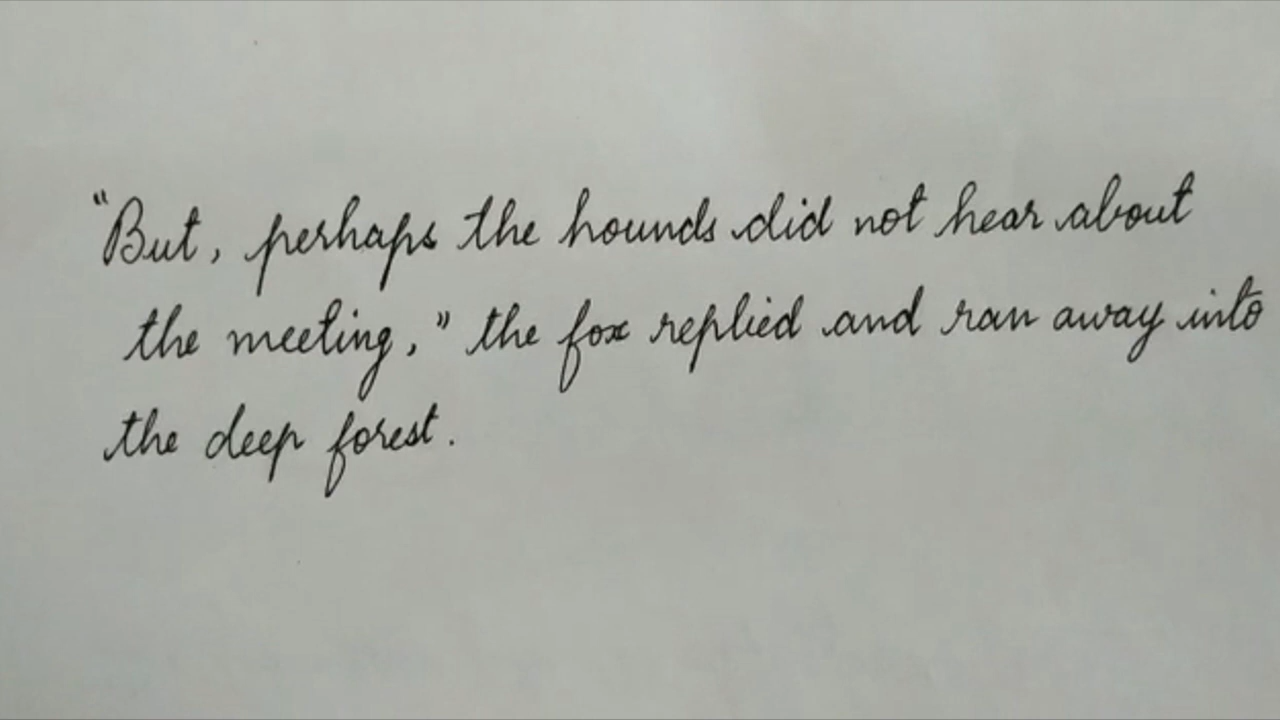 "But, perhaps the hounds did not hear about
the meeting," the fox replied and ran away into
the deep forest.